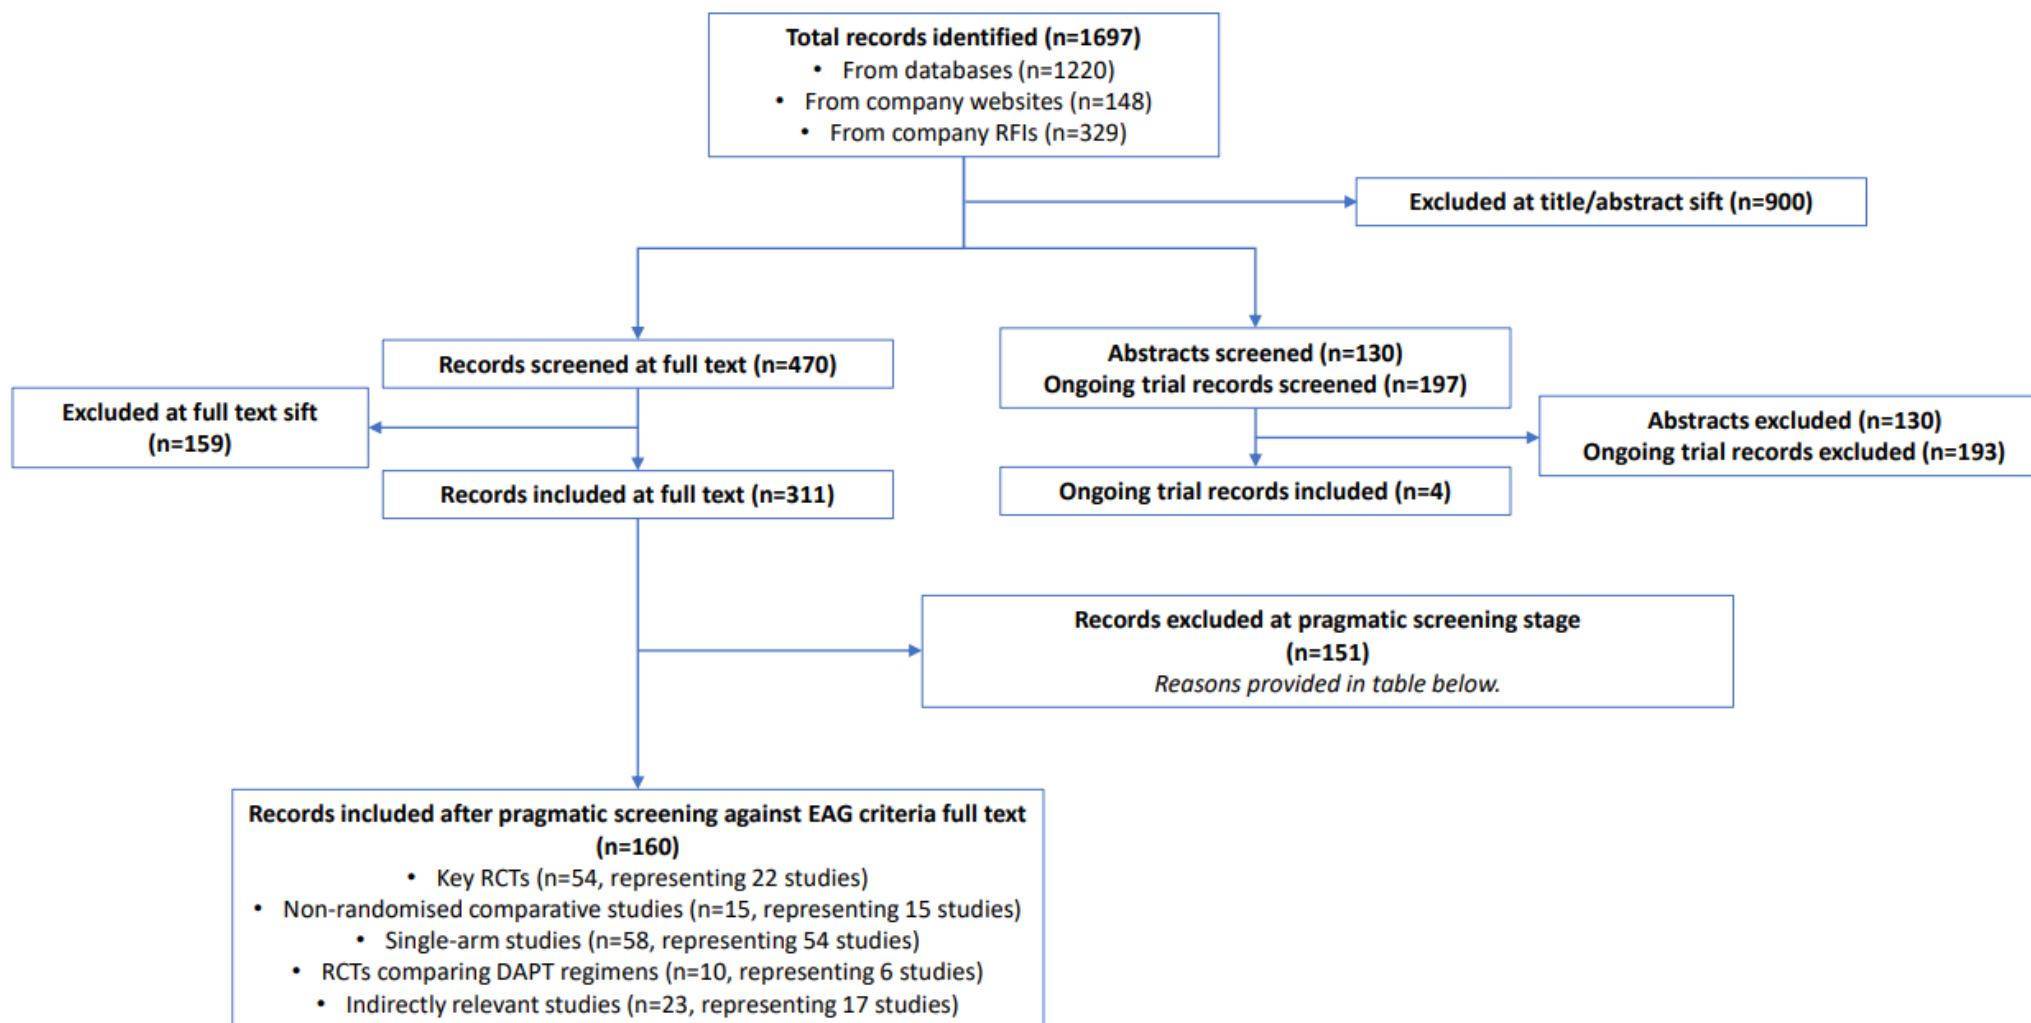 Total records identified (n=1697)
• From databases (n=1220)
• From company websites (n=148)
• From company RFIs (n=329)
Excluded at title/abstract sift (n=900)
Records screened at full text (n=470)
Abstracts screened (n=130)
Ongoing trial records screened (n=197)
Excluded at full text sift
(n=159)
Abstracts excluded (n=130)
Ongoing trial records excluded (n=193)
Records included at full text (n=311)
Ongoing trial records included (n=4)
Records excluded at pragmatic screening stage
(n=151)
Reasons provided in table below.
Records included after pragmatic screening against EAG criteria full text
(n=160)
• Key RCTs (n=54, representing 22 studies)
• Non-randomised comparative studies (n=15, representing 15 studies)
• Single-arm studies (n=58, representing 54 studies)
• RCTs comparing DAPT regimens (n=10, representing 6 studies)
• Indirectly relevant studies (n=23, representing 17 studies)